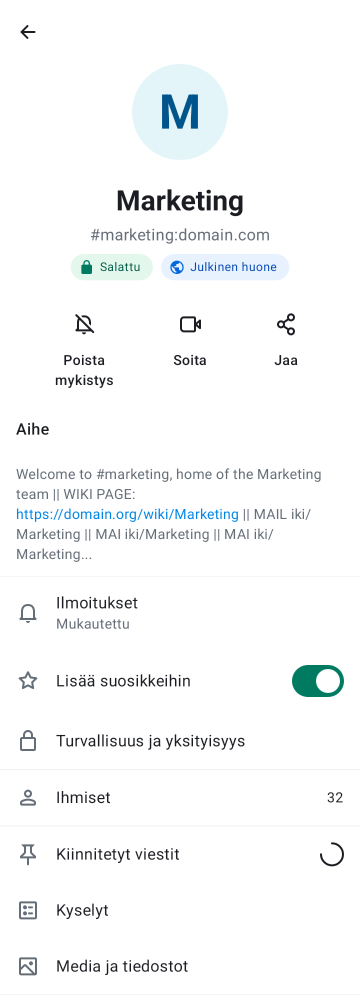 M
Marketing
#marketing:domain.com
Salattu
Julkinen huone
Poista
mykistys
Soita
Jaa
Aihe
Welcome to #marketing, home of the Marketing
team || WIKI PAGE:
https://domain.org/wiki/Marketing || MAIL iki/
Marketing || MAI iki/Marketing || MAI iki/
Marketing...
Ilmoitukset
Mukautettu
Lisää suosikkeihin
Turvallisuus ja yksityisyys
Ihmiset
32
Kiinnitetyt viestit
Kyselyt
Media ja tiedostot